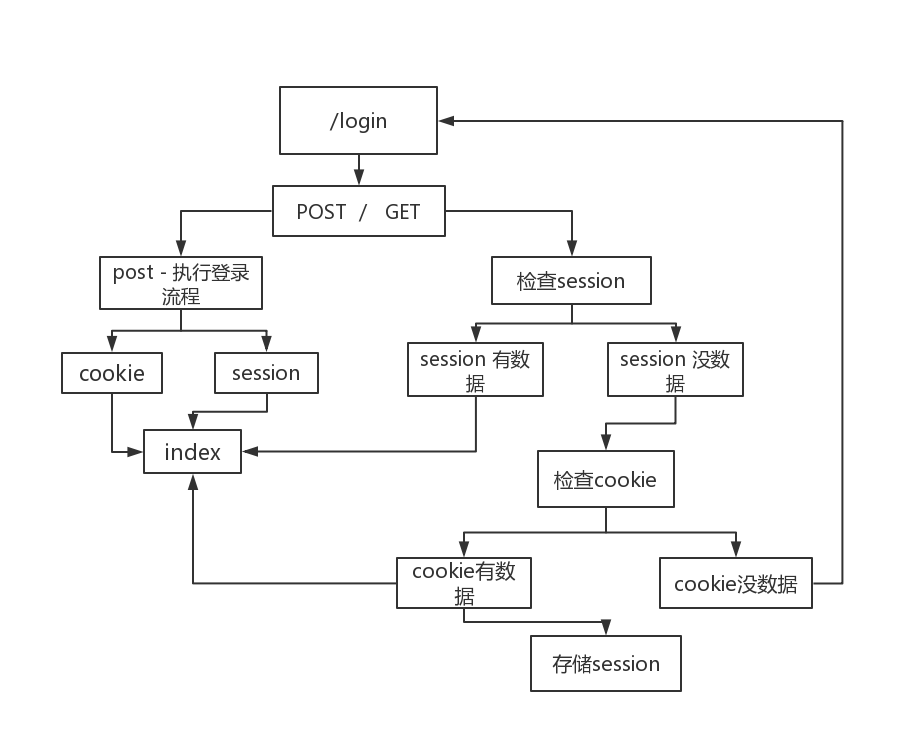 /login
POST / GET
post - 执行登录
流程
检查session
cookie
session
session 有数
据
session 没数
据
index
检查cookie
cookie有数
据
cookie没数据
存储session